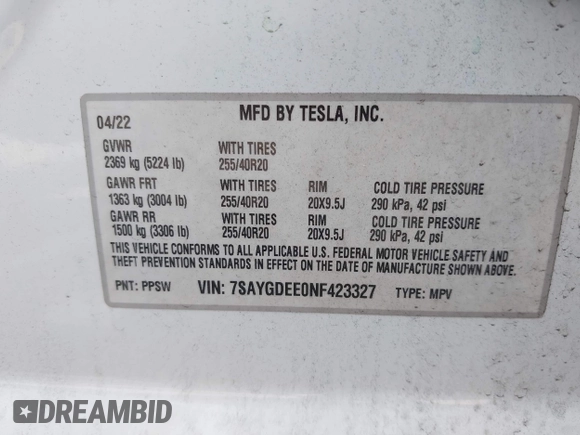 MFD BY TESLA, INC.
04/22
GVWR WITH TIRES
2369 kg (5224 lb) 255/40R20
GAWR FRT WITH TIRES RIM COLD TIRE PRESSURE
1363 kg (3004 lb) 255/40R20 20X9.5J 290 kPa, 42 psi
GAWR RR WITH TIRES RIM COLD TIRE PRESSURE
1500 kg (3306 lb) 255/40R20 20X9.5J 290 kPa, 42 psi
THIS VEHICLE CONFORMS TO ALL APPLICABLE U.S. FEDERAL MOTOR VEHICLE SAFETY AND
THEFT PREVENTION STANDARDS IN EFFECT ON THE DATE OF MANUFACTURE SHOWN ABOVE.
PNT: PPSW VIN: 7SAYGDEE0NF423327 TYPE: MPV
DREAMBID